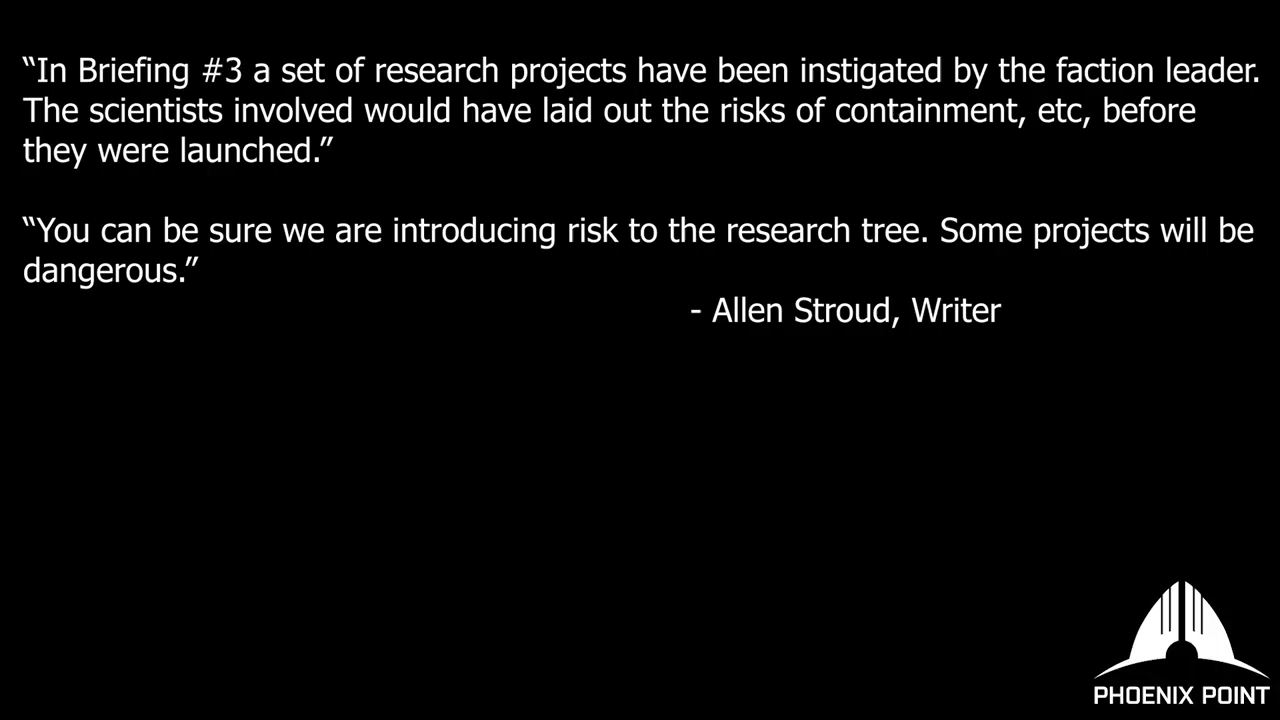 “In Briefing #3 a set of research projects have been instigated by the faction leader.
The scientists involved would have laid out the risks of containment, etc, before
they were launched.”
“You can be sure we are introducing risk to the research tree. Some projects will be
dangerous.”
- Allen Stroud, Writer
PHOENIX POINT